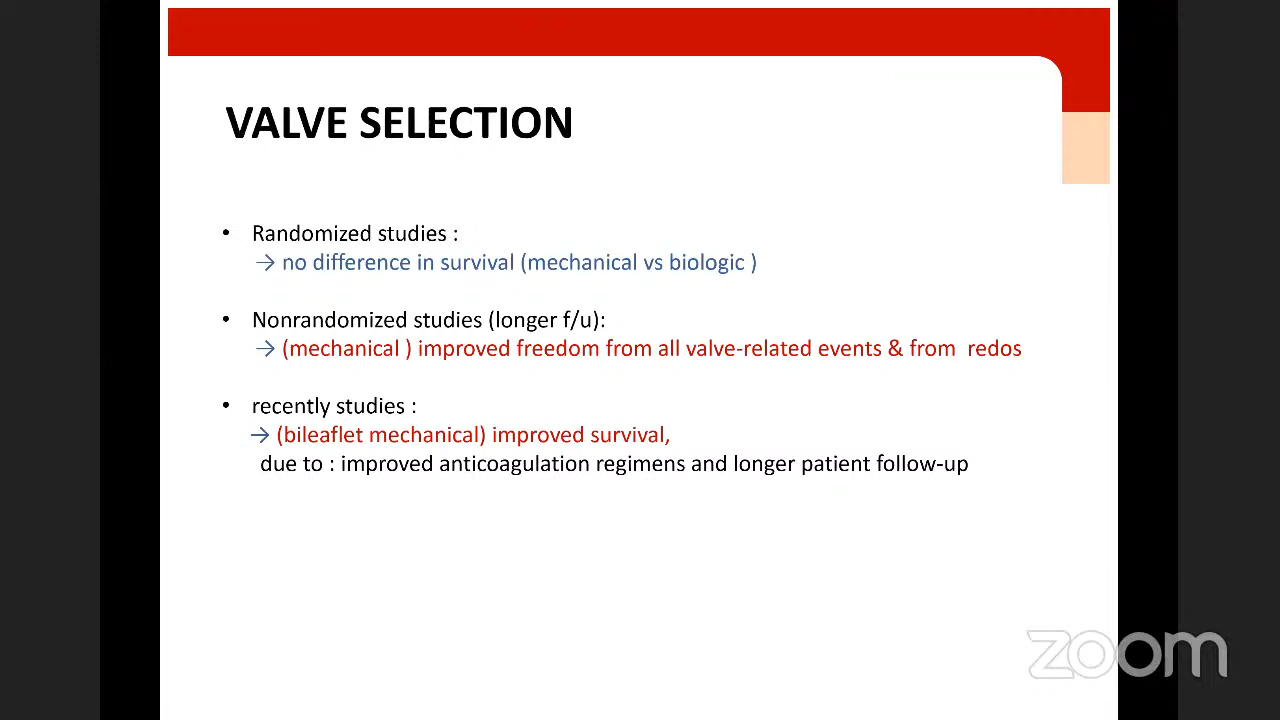 VALVE SELECTION
• Randomized studies :
→ no difference in survival (mechanical vs biologic )
• Nonrandomized studies (longer f/u):
→ (mechanical ) improved freedom from all valve-related events & from  redos
• recently studies :
→ (bileaflet mechanical) improved survival,
due to : improved anticoagulation regimens and longer patient follow-up
zoom